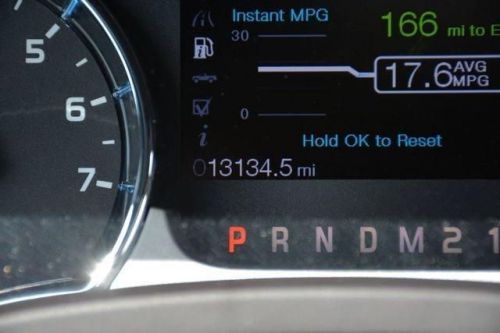 Instant MPG
166 mi to E
30
5
17.6 AVG MPG
6
0
Hold OK to Reset
i
013134.5 mi
7
P R N D M 2 1